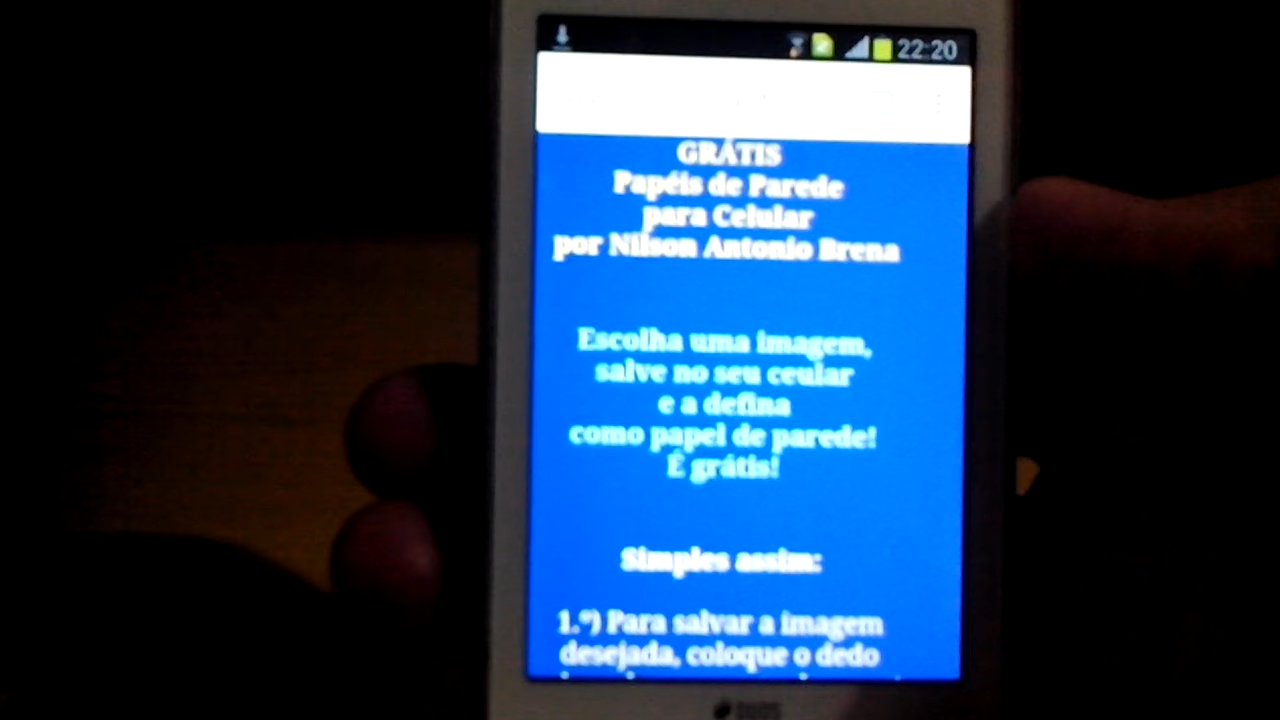 22:20
GRÁTIS
Papéis de Parede
para Celular
por Nilson Antonio Brena
Escolha uma imagem,
salve no seu ceular
e a defina
como papel de parede!
É grátis!
Simples assim:
1.º) Para salvar a imagem
desejada, coloque o dedo